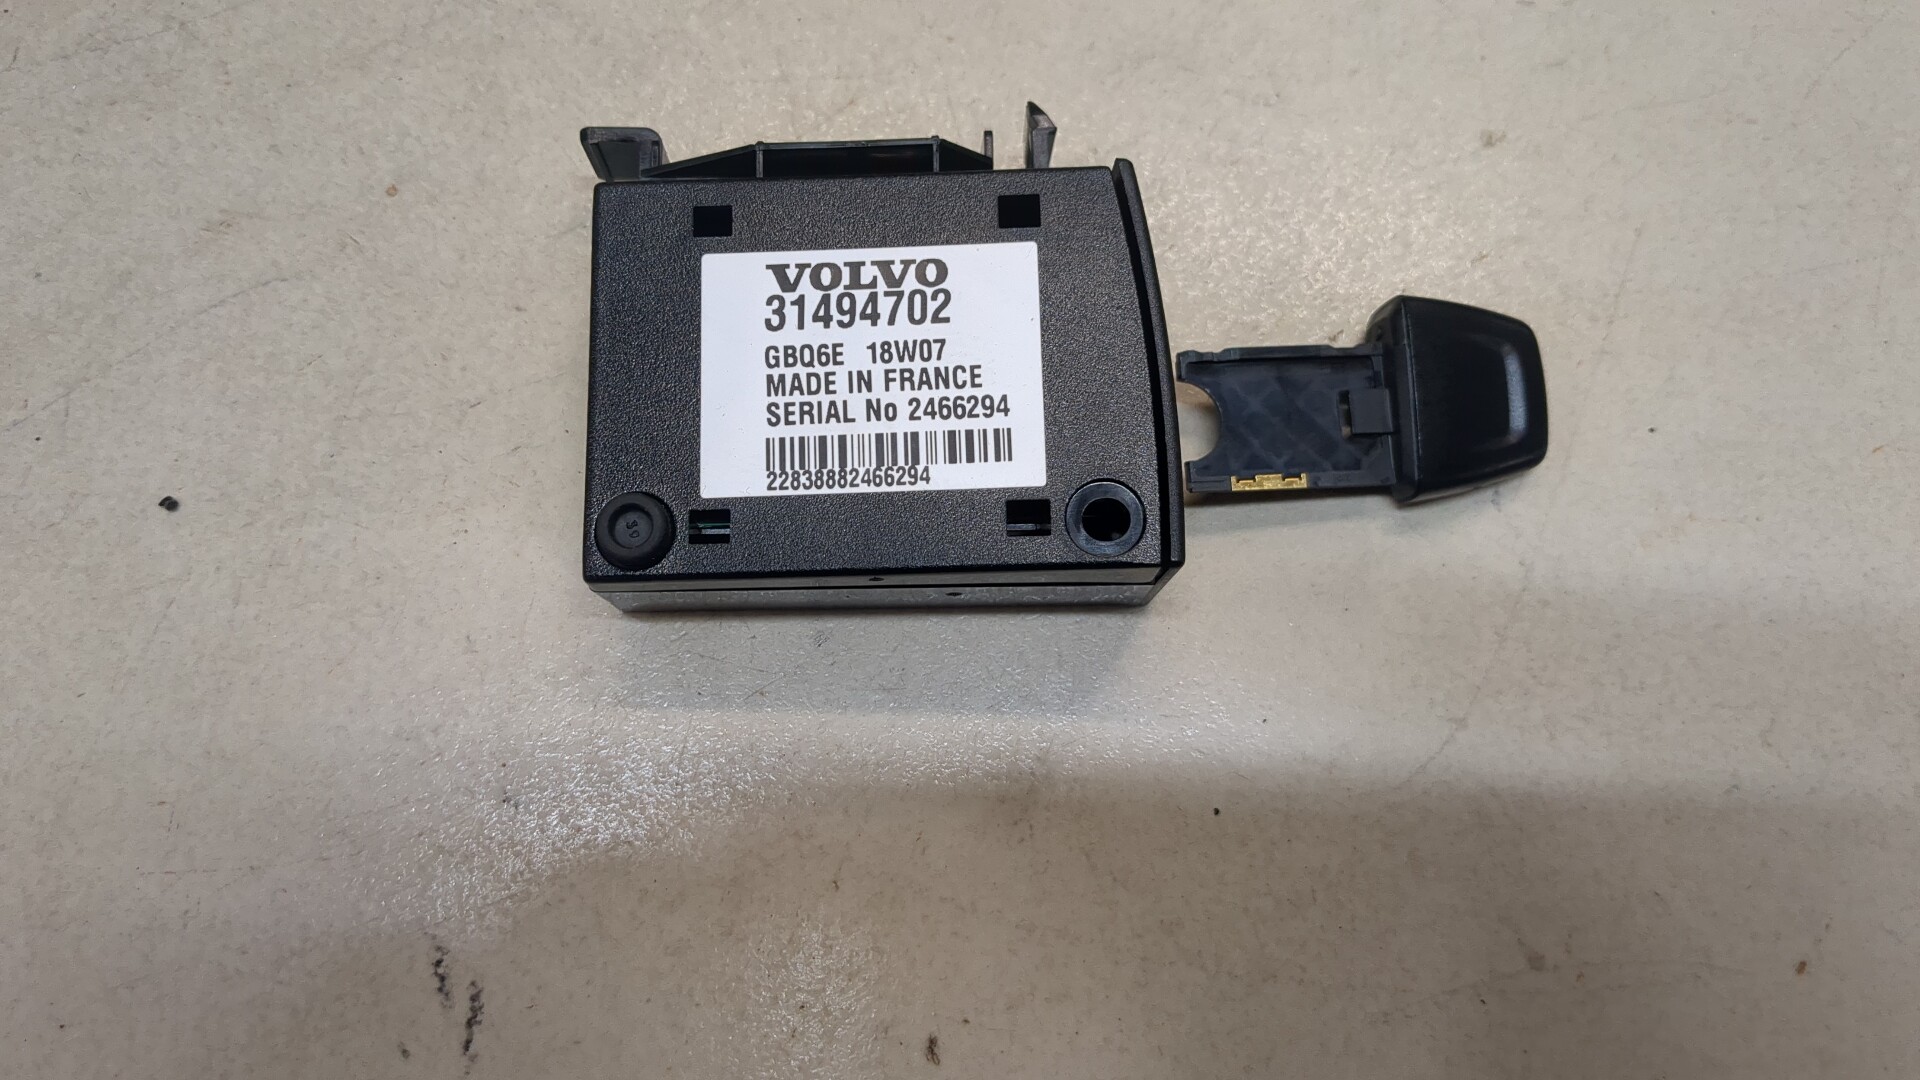 VOLVO
31494702
GBQ6E 18W07
MADE IN FRANCE
SERIAL No 2466294
22838882466294